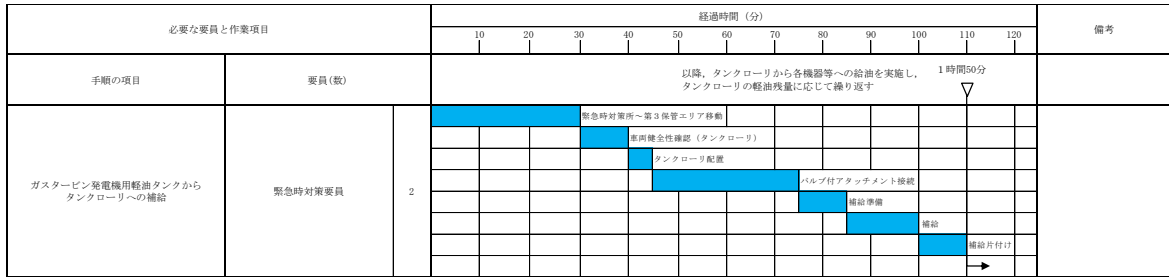 必要な要員と作業項目
経過時間（分）
備考
10 20 30 40 50 60 70 80 90 100 110 120
手順の項目
要員(数)
以降，タンクローリから各機器等への給油を実施し，
タンクローリの軽油残量に応じて繰り返す
1時間50分
ガスタービン発電機用軽油タンクから
タンクローリへの補給
緊急時対策要員
2
緊急時対策所～第３保管エリア移動
車両健全性確認（タンクローリ）
タンクローリ配置
バルブ付アタッチメント接続
補給準備
補給
補給片付け